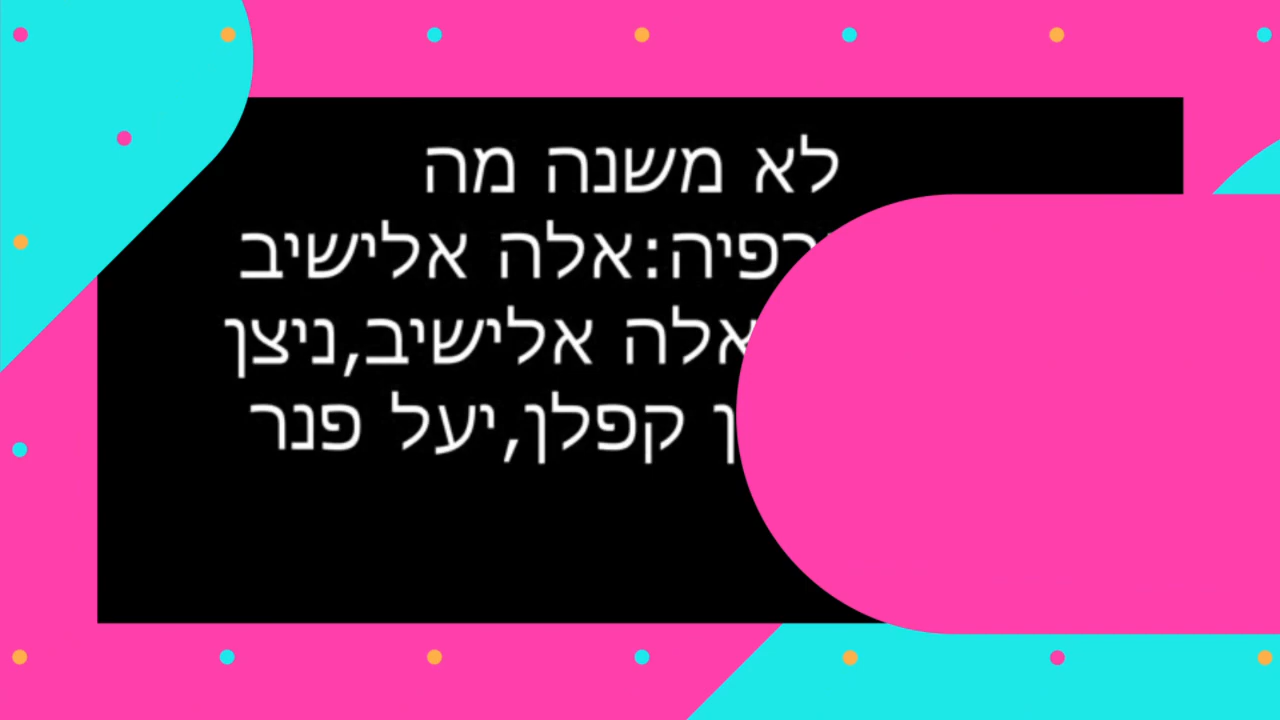 לא משנה מה
אלה אלישיב
אלה אלישיב,ניצן
קפלן,יעל פנר